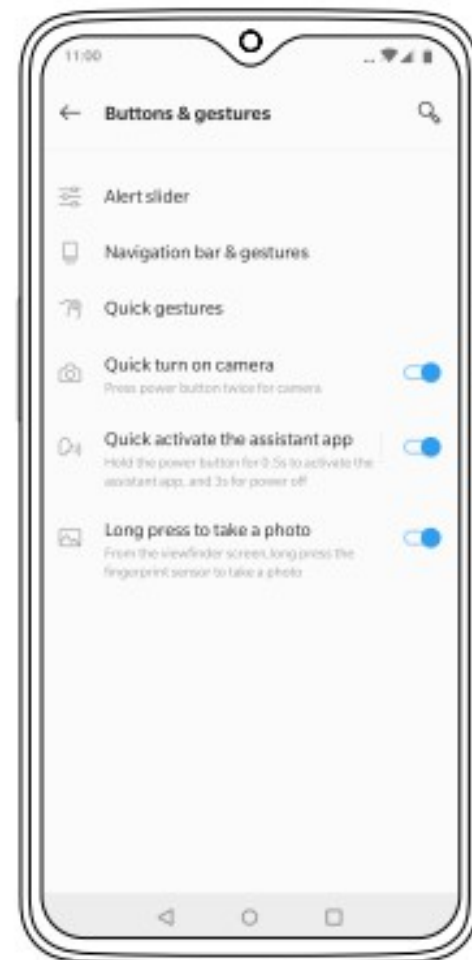 11:00
Buttons & gestures
Alert slider
Navigation bar & gestures
Quick gestures
Quick turn on camera
Press power button twice for camera
Quick activate the assistant app
Hold the power button for 0.5s to activate the
assistant app, and 3s for power off
Long press to take a photo
From the viewfinder screen, long press the
fingerprint sensor to take a photo